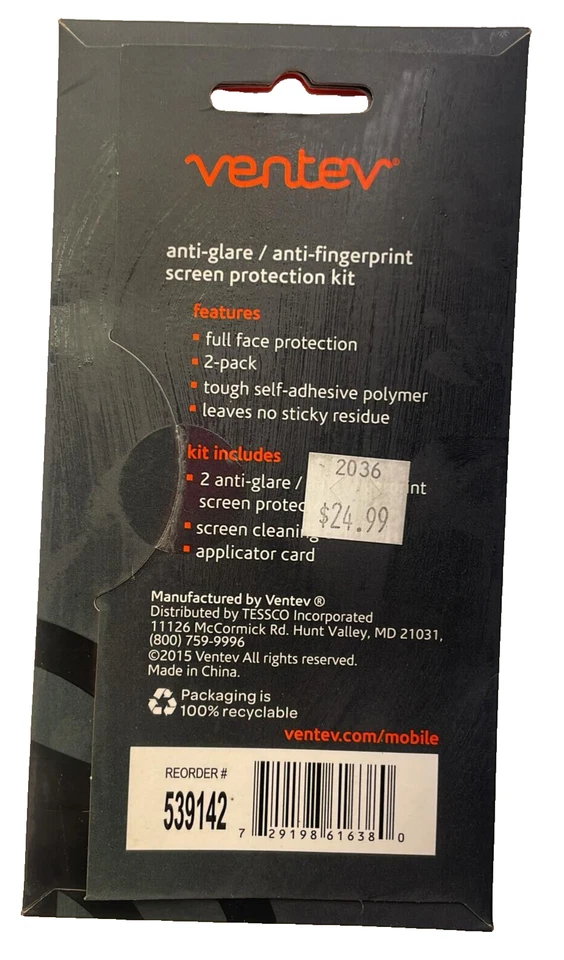 ventev®
anti-glare / anti-fingerprint
screen protection kit
features
▪ full face protection
▪ 2-pack
▪ tough self-adhesive polymer
▪ leaves no sticky residue
kit includes
▪ 2 anti-glare /
screen
▪ screen
▪ applicator card
2036
$24.99
Manufactured by Ventev ®
Distributed by TESSCO Incorporated
11126 McCormick Rd. Hunt Valley, MD 21031,
(800) 759-9996
©2015 Ventev All rights reserved.
Made in China.
Packaging is
100% recyclable
ventev.com/mobile
REORDER #
539142
7 29198 61638 0